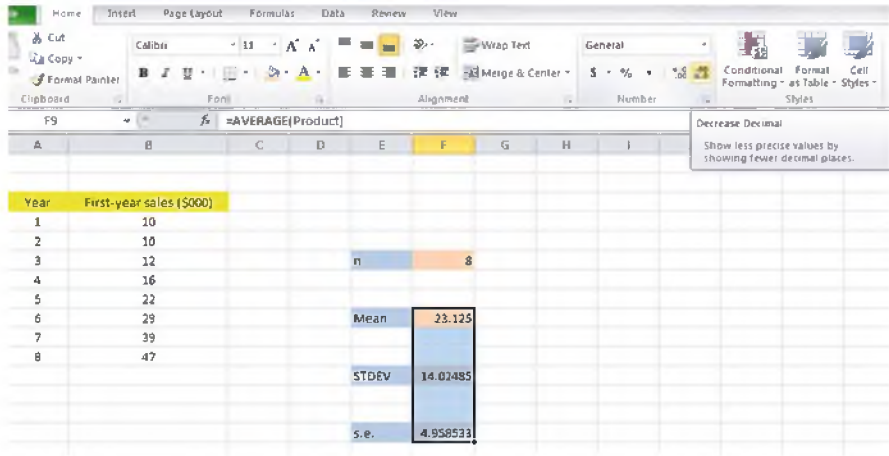 Home Insert Page Layout Formulas Data Review View
Cut
Copy
Format Painter
Clipboard
Calibri 11 A A
B I U A
Font
Wrap Text
Merge & Center
Alignment
General
$ % , .00
Number
Conditional Formatting
Format as Table
Cell Styles
Styles
F9 fx =AVERAGE(Product)
Decrease Decimal
Show less precise values by
showing fewer decimal places.
A B C D E F G H I
Year First-year sales ($000)
1 10
2 10
3 12 n 8
4 16
5 22
6 29 Mean 23.125
7 39
8 47
STDEV 14.02485
s.e. 4.958533